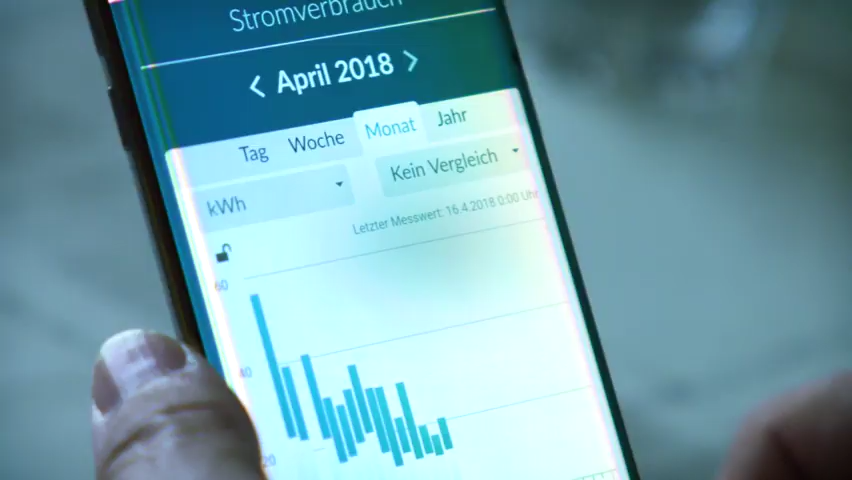 Stromverbrauch
< April 2018 >
Tag Woche Monat Jahr
kWh Kein Vergleich
Letzter Messwert: 16.4.2018 0:00 Uhr
60
40
20